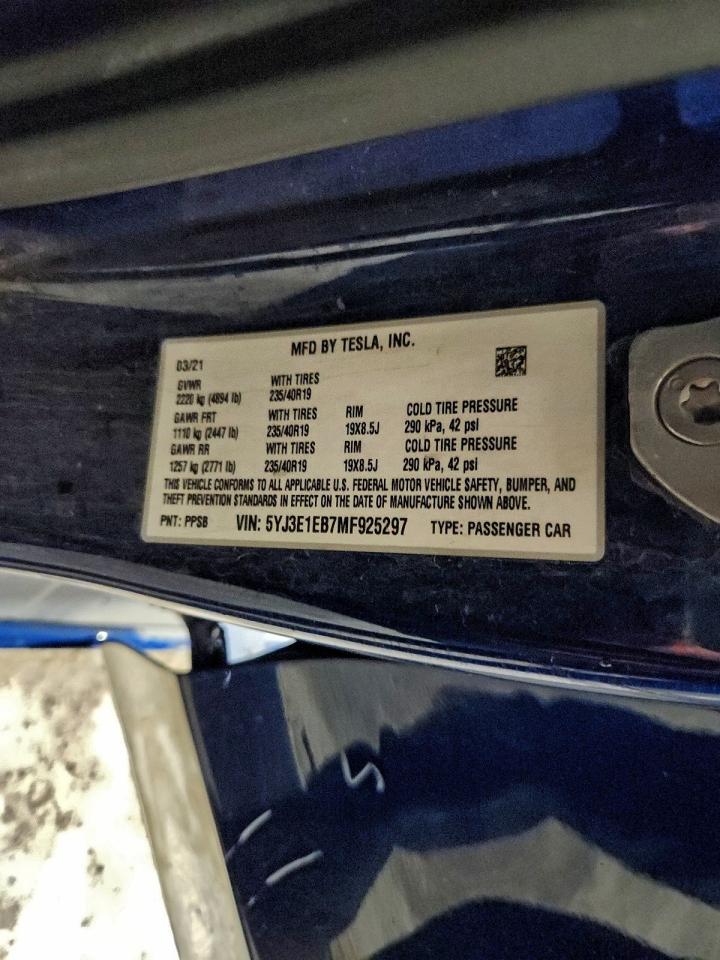 MFD BY TESLA, INC.
03/21
GVWR WITH TIRES
2220 kg (4894 lb) 235/40R19
GAWR FRT WITH TIRES RIM COLD TIRE PRESSURE
1110 kg (2447 lb) 235/40R19 19X8.5J 290 kPa, 42 psi
GAWR RR WITH TIRES RIM COLD TIRE PRESSURE
1257 kg (2771 lb) 235/40R19 19X8.5J 290 kPa, 42 psi
THIS VEHICLE CONFORMS TO ALL APPLICABLE U.S. FEDERAL MOTOR VEHICLE SAFETY, BUMPER, AND
THEFT PREVENTION STANDARDS IN EFFECT ON THE DATE OF MANUFACTURE SHOWN ABOVE.
PNT: PPSB VIN: 5YJ3E1EB7MF925297 TYPE: PASSENGER CAR